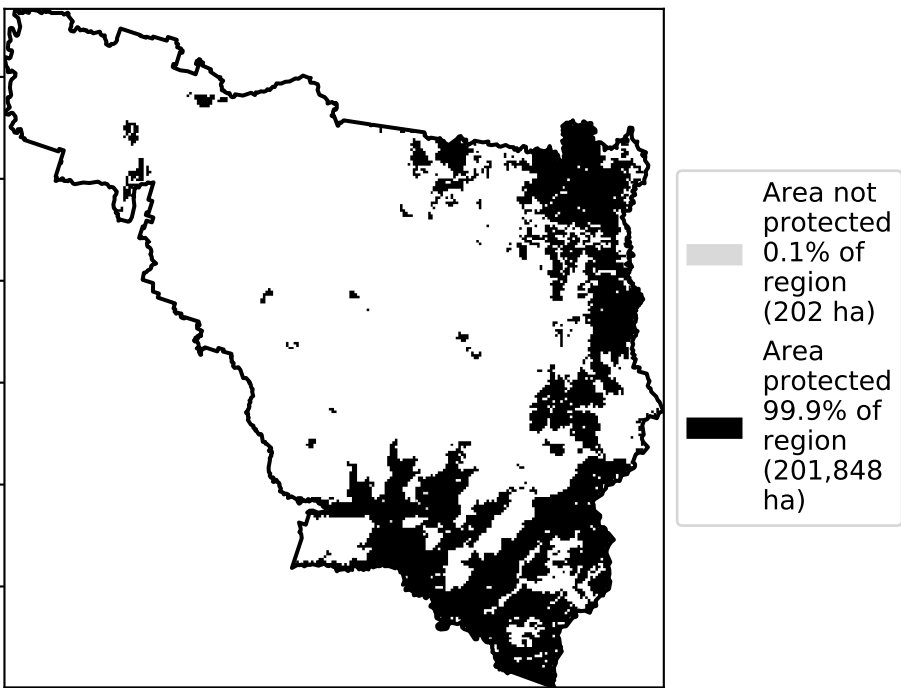 Area not
protected
0.1% of
region
(202 ha)
Area
protected
99.9% of
region
(201,848
ha)